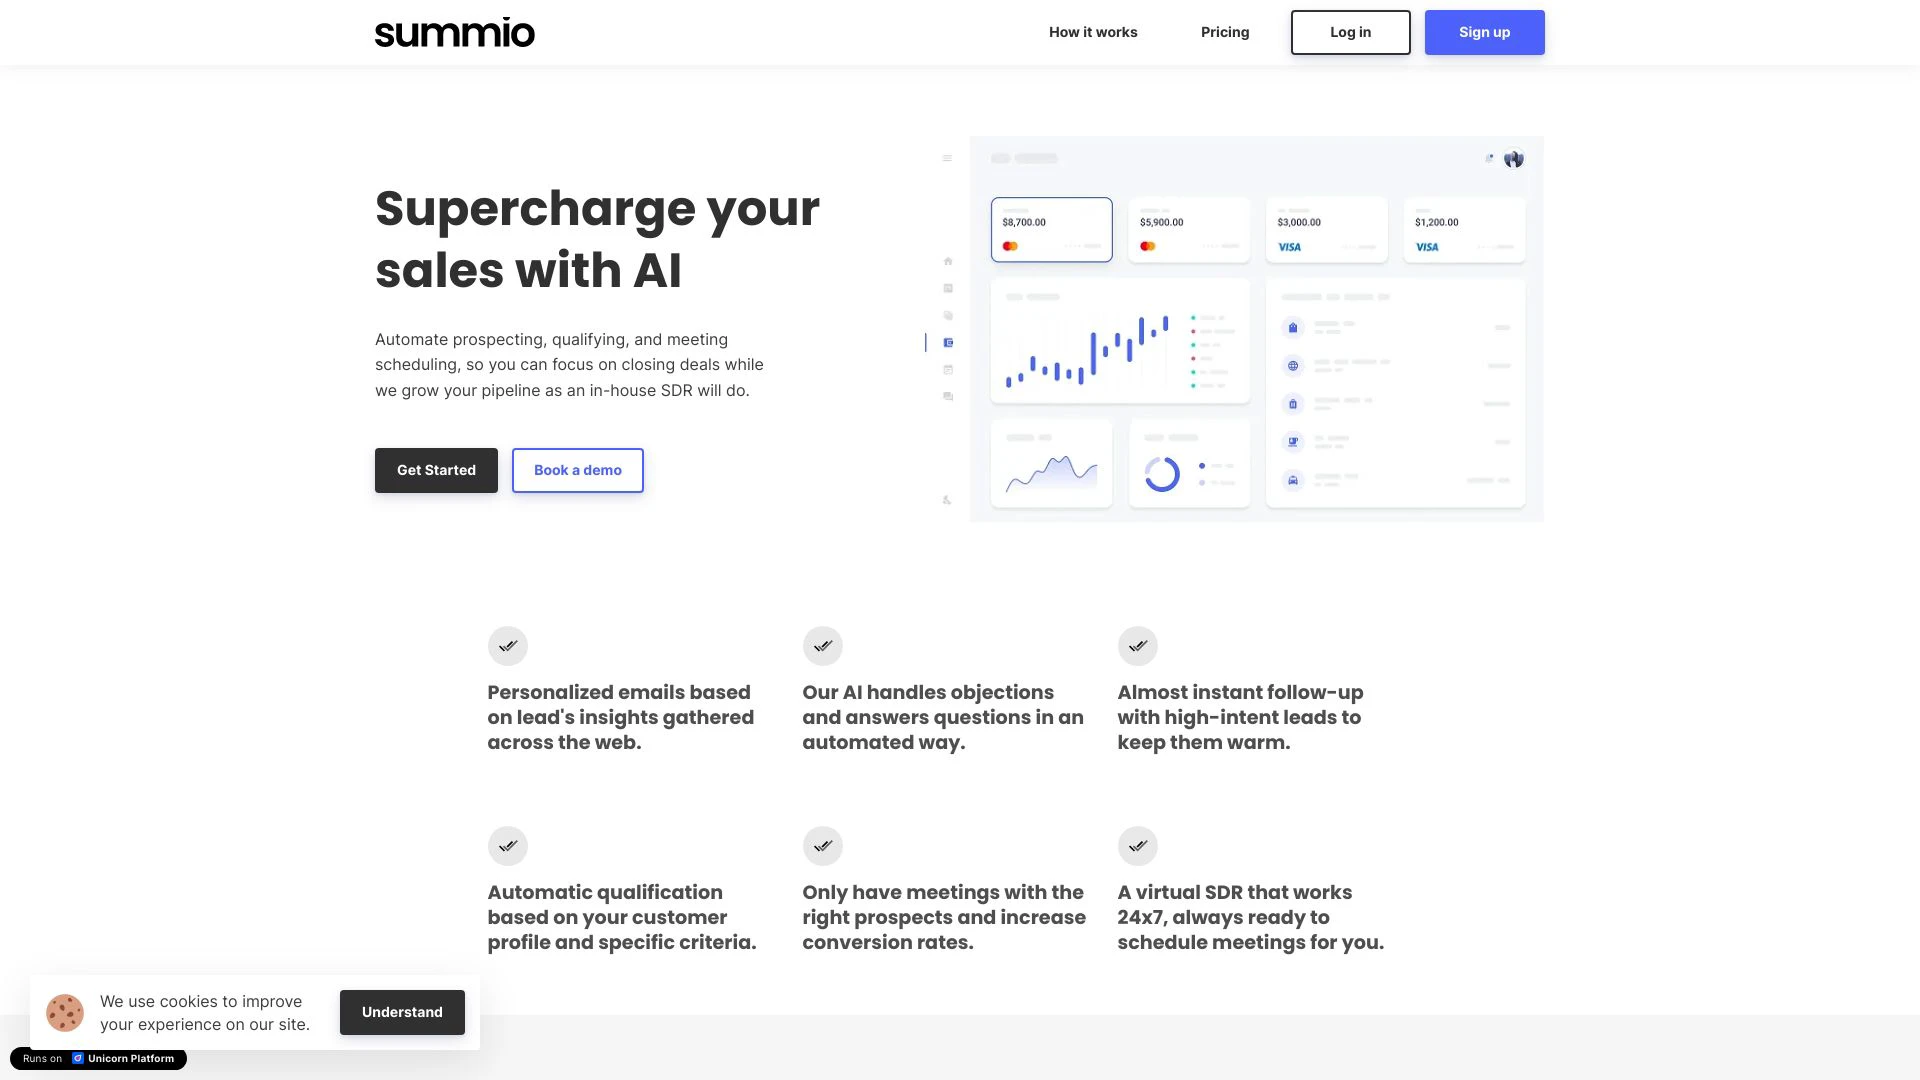 summio
How it works
Pricing
Log in
Sign up
Supercharge your
sales with AI
Automate prospecting, qualifying, and meeting
scheduling, so you can focus on closing deals while
we grow your pipeline as an in-house SDR will do.
Get Started
Book a demo
$8,700.00
$5,900.00
$3,000.00
VISA
$1,200.00
VISA
Personalized emails based
on lead's insights gathered
across the web.
Our AI handles objections
and answers questions in an
automated way.
Almost instant follow-up
with high-intent leads to
keep them warm.
Automatic qualification
based on your customer
profile and specific criteria.
Only have meetings with the
right prospects and increase
conversion rates.
A virtual SDR that works
24x7, always ready to
schedule meetings for you.
We use cookies to improve
your experience on our site.
Understand
Runs on Unicorn Platform